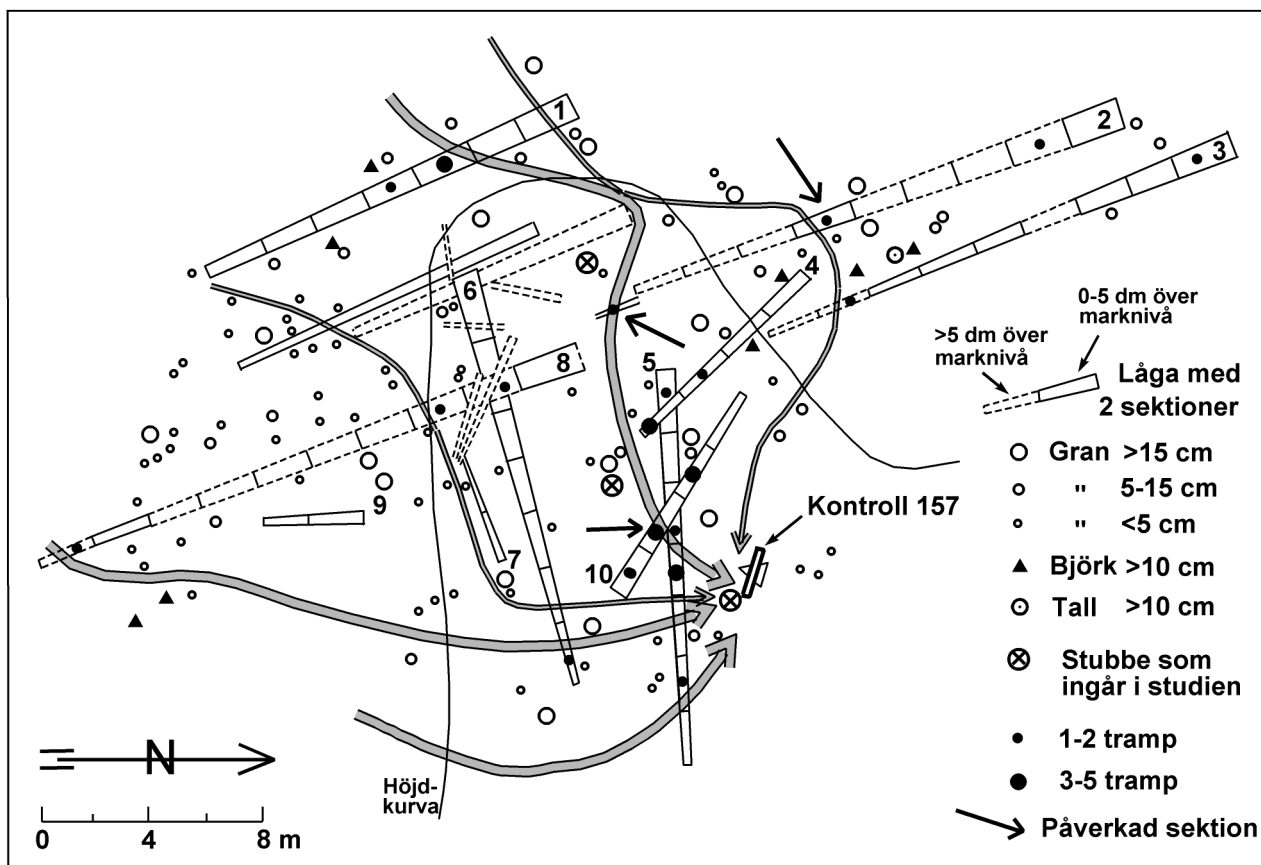 1
2
3
4
5
6
7
8
9
10
0-5 dm över
marknivå
>5 dm över
marknivå
Låga med
2 sektioner
Gran >15 cm
" 5-15 cm
" <5 cm
Björk >10 cm
Tall >10 cm
Stubbe som
ingår i studien
1-2 tramp
3-5 tramp
Påverkad sektion
Kontroll 157
Höjd-
kurva
N
0 4 8 m